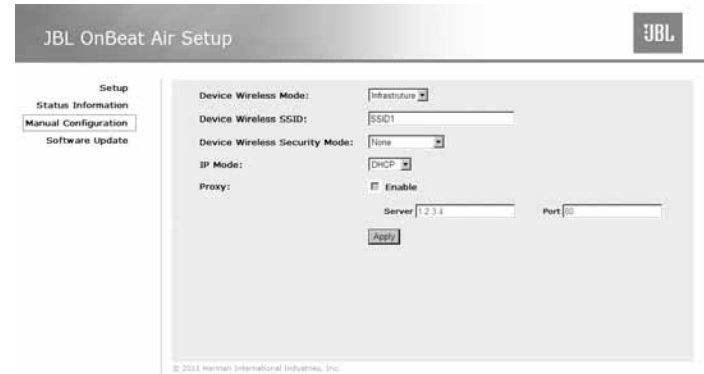 JBL OnBeat Air Setup
JBL
Setup
Status Information
Manual Configuration
Software Update
Device Wireless Mode: Infrastruture
Device Wireless SSID: SSID1
Device Wireless Security Mode: None
IP Mode: DHCP
Proxy: Enable
Server 1.2.3.4 Port 80
Apply
© 2011 Harman International Industries, Inc.